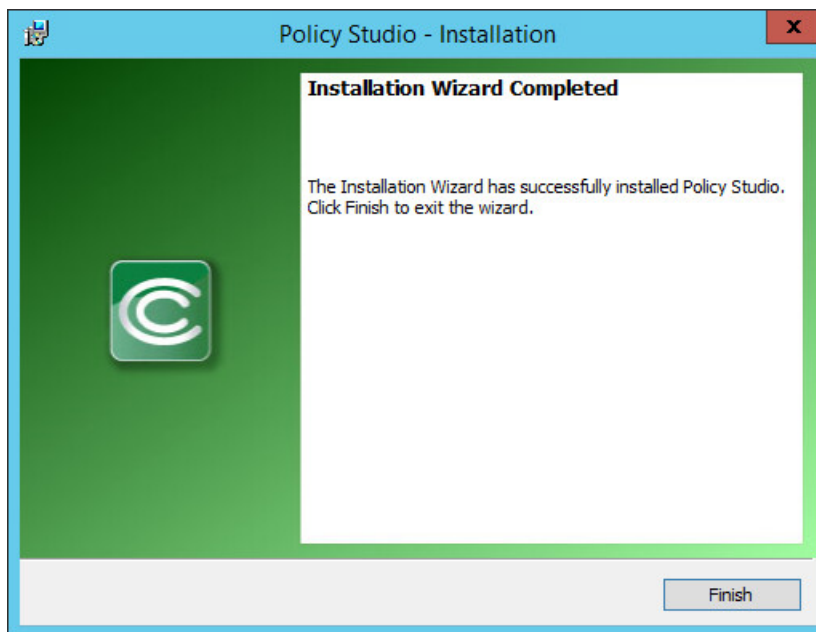 Policy Studio - Installation
x
Installation Wizard Completed
The Installation Wizard has successfully installed Policy Studio.
Click Finish to exit the wizard.
Finish